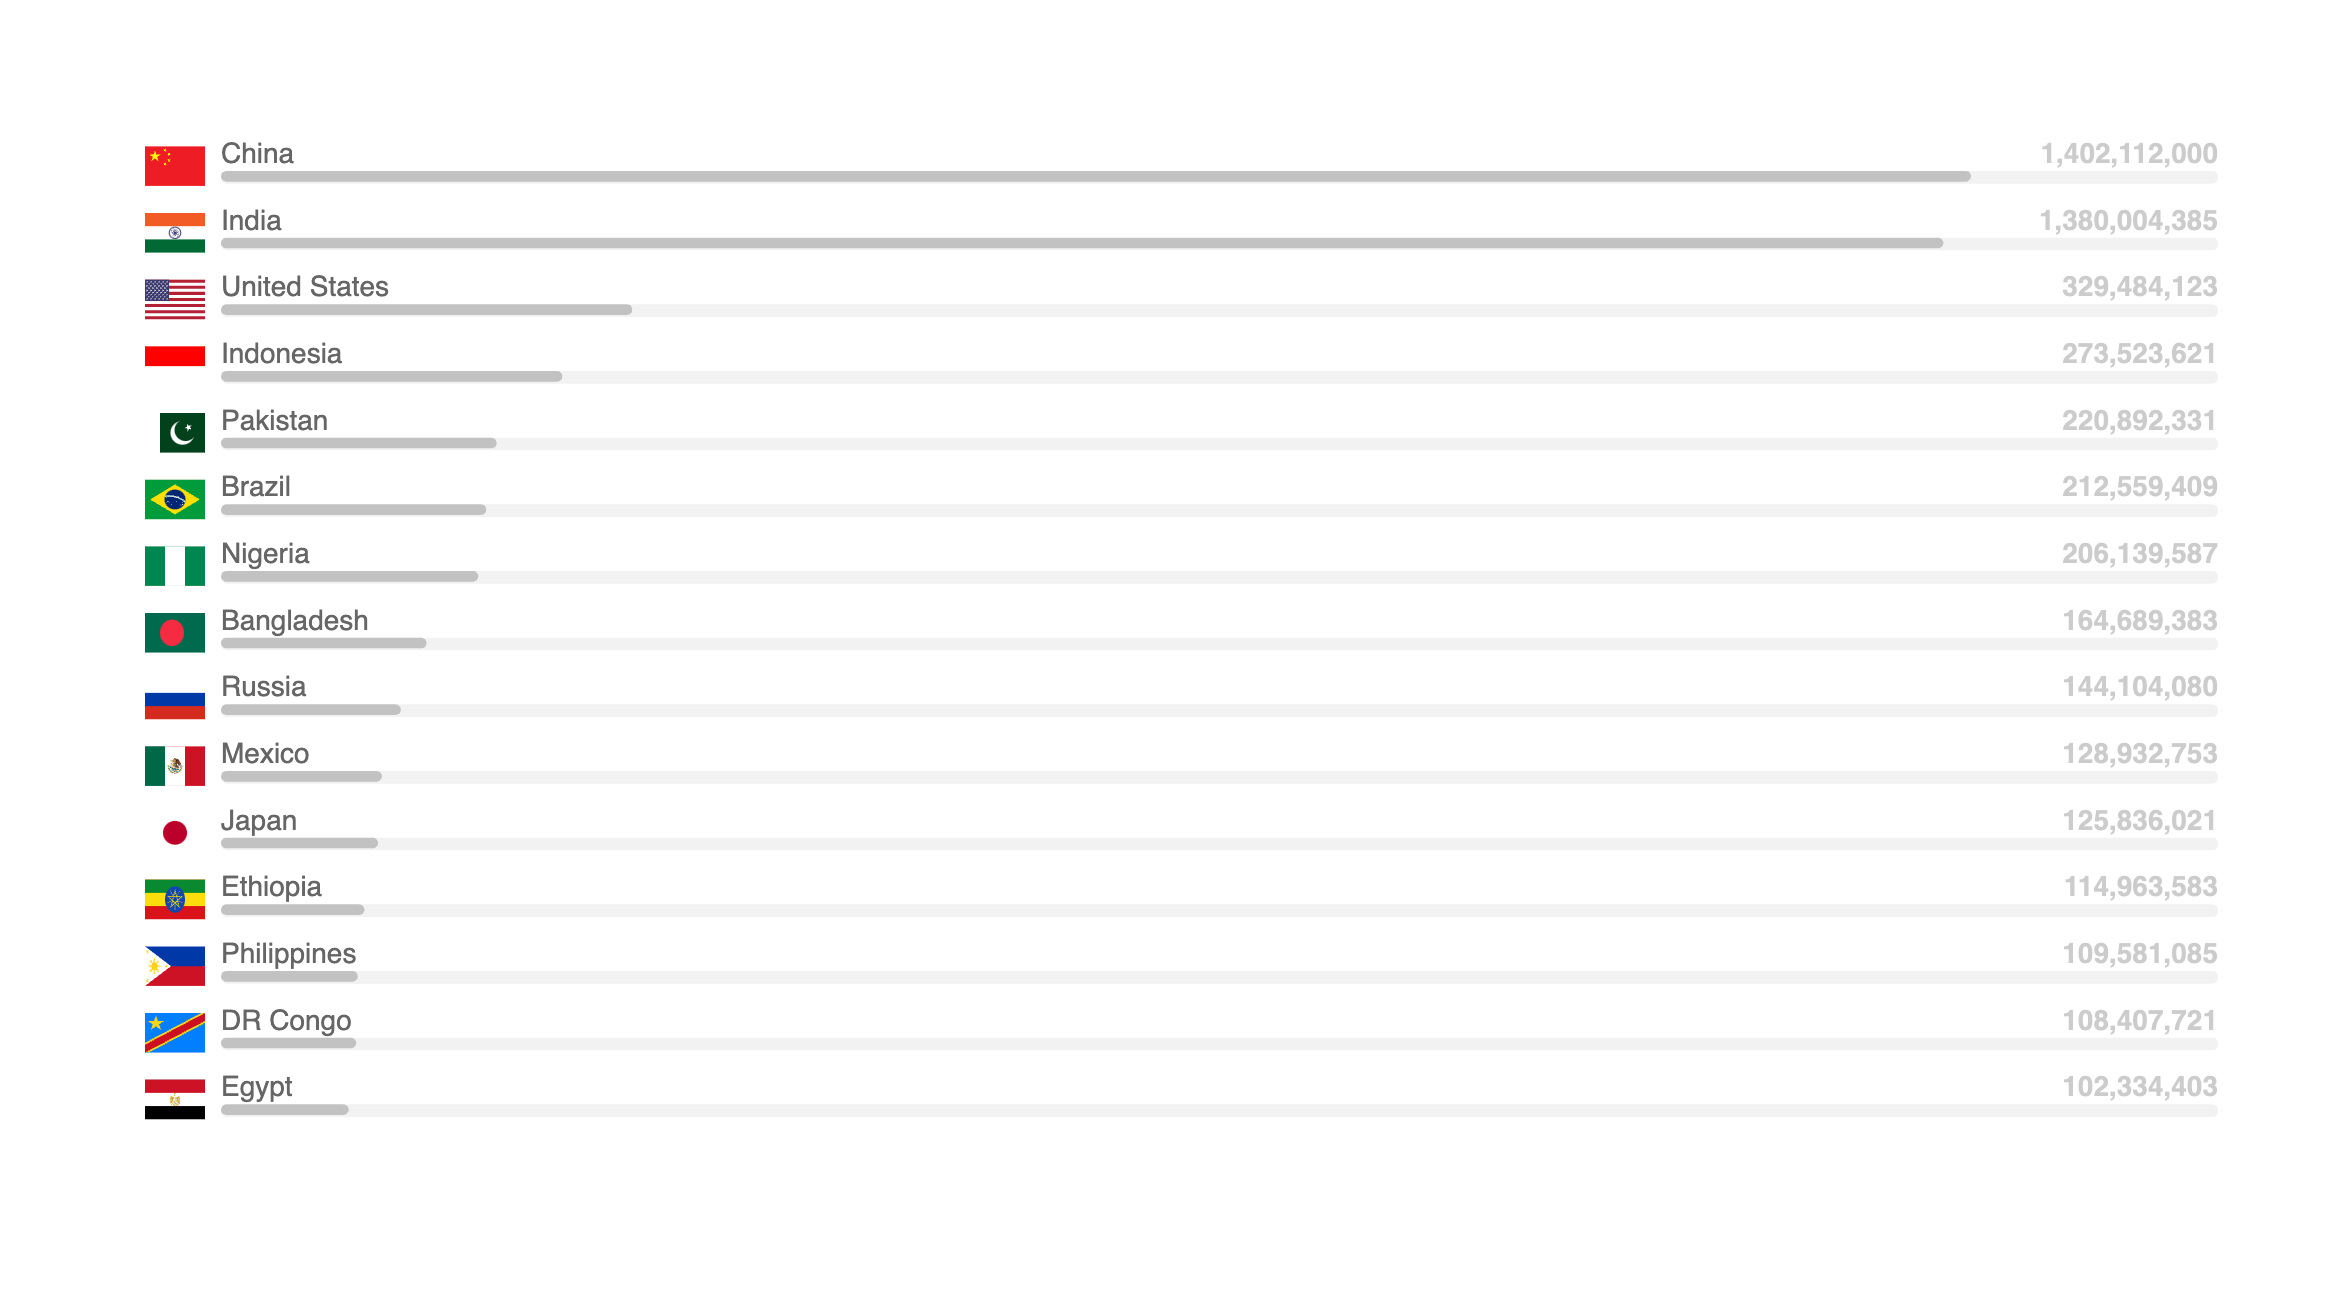 China 1,402,112,000
India 1,380,004,385
United States 329,484,123
Indonesia 273,523,621
Pakistan 220,892,331
Brazil 212,559,409
Nigeria 206,139,587
Bangladesh 164,689,383
Russia 144,104,080
Mexico 128,932,753
Japan 125,836,021
Ethiopia 114,963,583
Philippines 109,581,085
DR Congo 108,407,721
Egypt 102,334,403